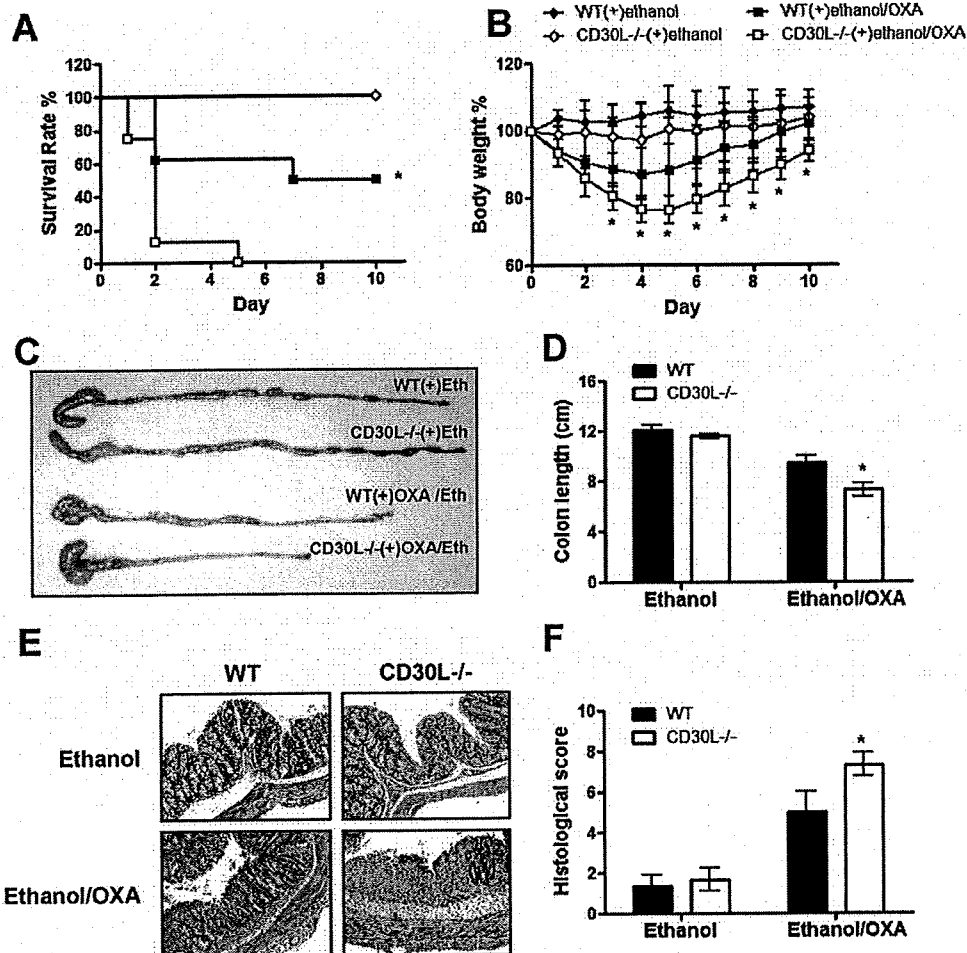 A
Survival Rate %
120
100
80
60
40
20
0
*
0 2 4 6 8 10
Day
B
WT(+)ethanol
WT(+)ethanol/OXA
CD30L-/-(+)ethanol
CD30L-/-(+)ethanol/OXA
Body weight %
120
100
80
60
* * * * * * * *
0 2 4 6 8 10
Day
C
WT(+)Eth
CD30L-/-(+)Eth
WT(+)OXA /Eth
CD30L-/-(+)OXA/Eth
D
WT
CD30L-/-
Colon length (cm)
16
12
8
4
0
*
Ethanol Ethanol/OXA
E
WT CD30L-/-
Ethanol
Ethanol/OXA
F
WT
CD30L-/-
Histological score
10
8
6
4
2
0
*
Ethanol Ethanol/OXA